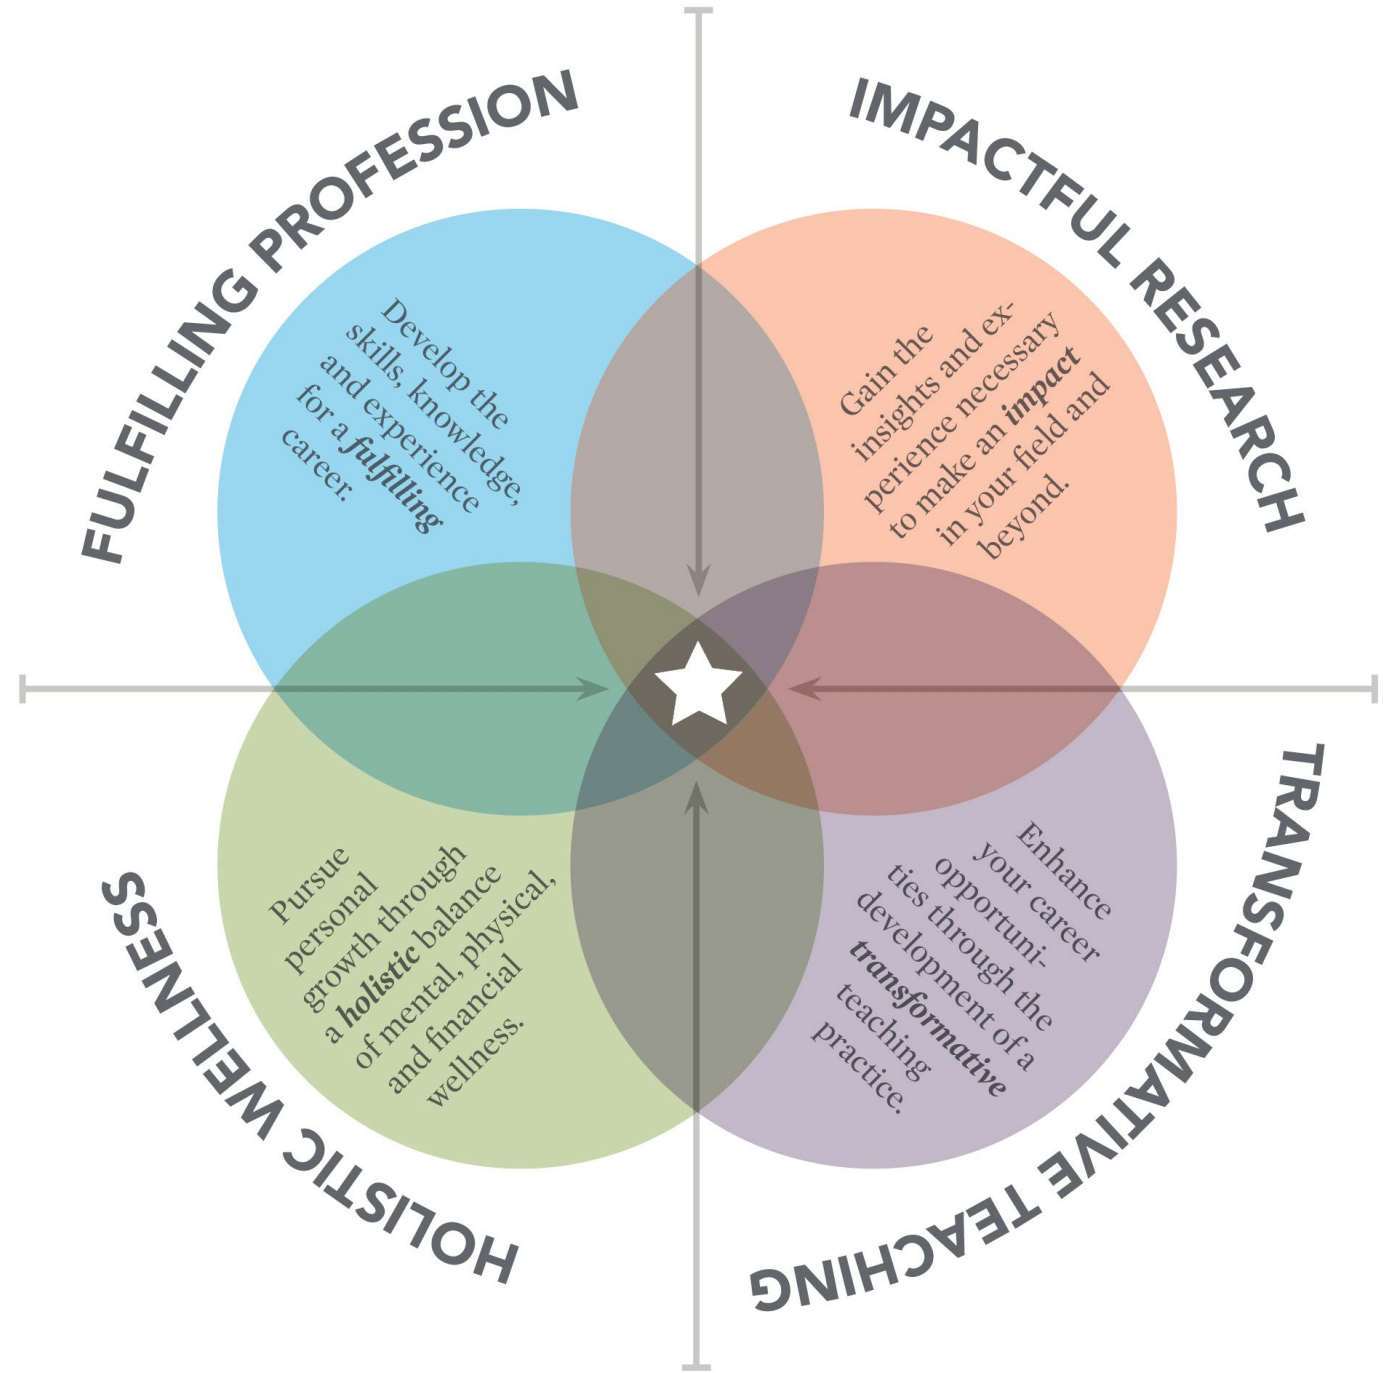 FULFILLING PROFESSION
Develop the
skills, knowledge,
and experience
for a fulfilling
career.
IMPACTFUL RESEARCH
Gain the
insights and ex-
perience necessary
to make an impact
in your field and
beyond.
HOLISTIC WELLNESS
Pursue
personal
growth through
a holistic balance
of mental, physical,
and financial
wellness.
TRANSFORMATIVE TEACHING
Enhance
your career
opportuni-
ties through the
development of a
transformative
teaching
practice.